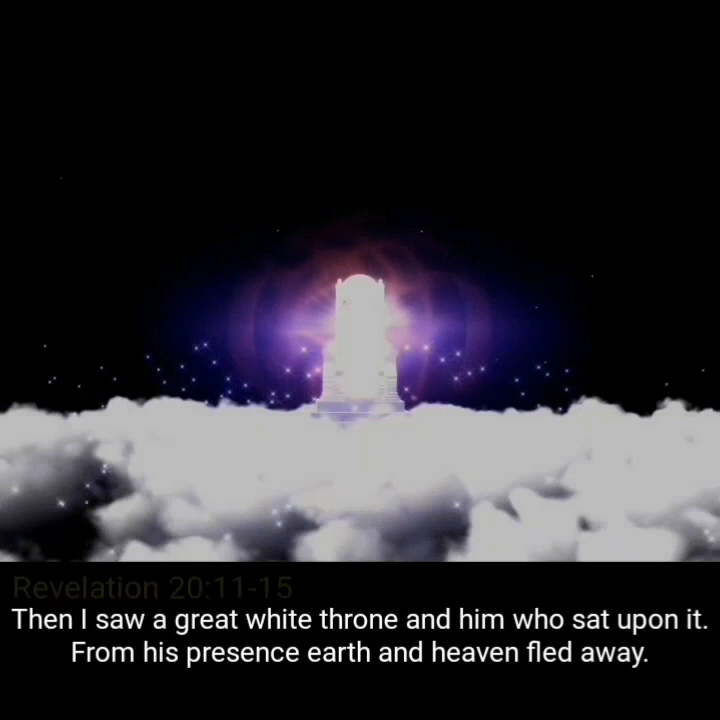 Revelation 20:11-15
Then I saw a great white throne and him who sat upon it.
From his presence earth and heaven fled away.